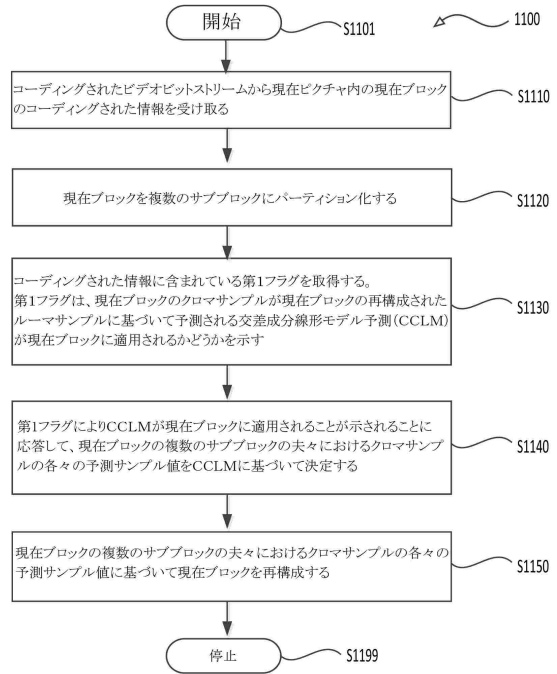 開始
S1101
1100
コーディングされたビデオビットストリームから現在ピクチャ内の現在ブロック
のコーディングされた情報を受け取る
S1110
現在ブロックを複数のサブブロックにパーティション化する
S1120
コーディングされた情報に含まれている第1フラグを取得する。
第1フラグは、現在ブロックのクロマサンプルが現在ブロックの再構成された
ルーマサンプルに基づいて予測される交差成分線形モデル予測(CCLM)
が現在ブロックに適用されるかどうかを示す
S1130
第1フラグによりCCLMが現在ブロックに適用されることが示されることに
応答して、現在ブロックの複数のサブブロックの夫々におけるクロマサンプ
ルの各々の予測サンプル値をCCLMに基づいて決定する
S1140
現在ブロックの複数のサブブロックの夫々におけるクロマサンプルの各々の
予測サンプル値に基づいて現在ブロックを再構成する
S1150
停止
S1199